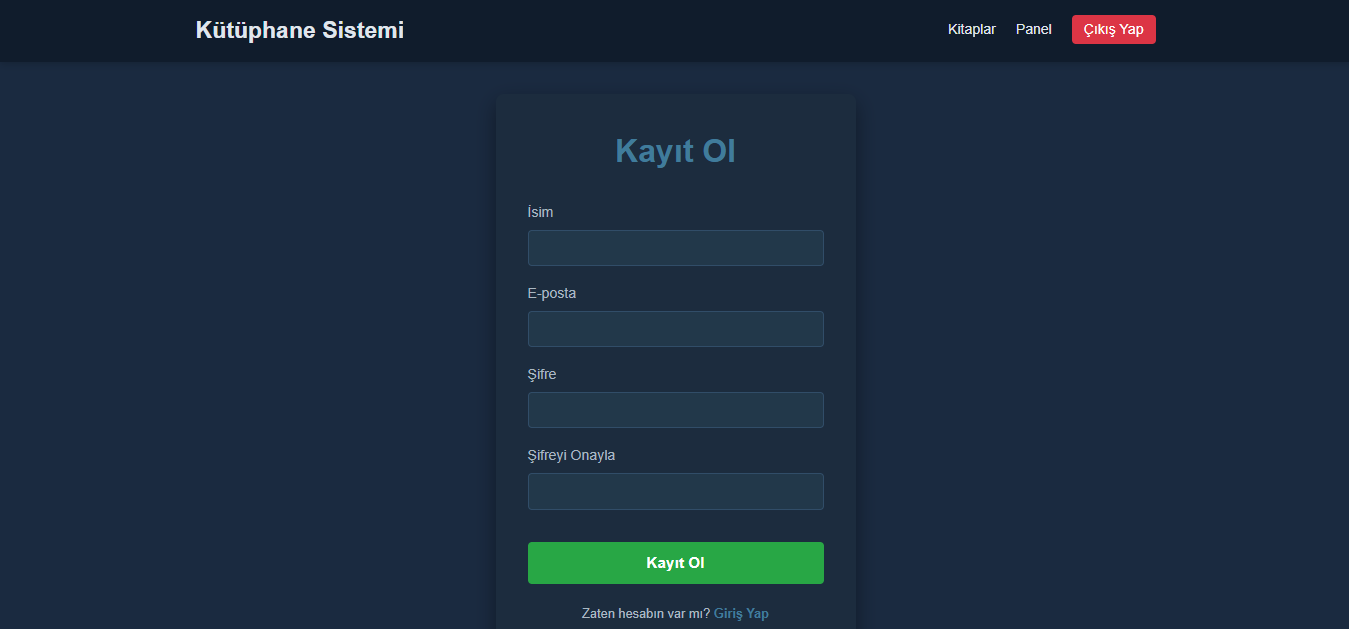 Kütüphane Sistemi
Kitaplar Panel Çıkış Yap
Kayıt Ol
İsim
E-posta
Şifre
Şifreyi Onayla
Kayıt Ol
Zaten hesabın var mı? Giriş Yap